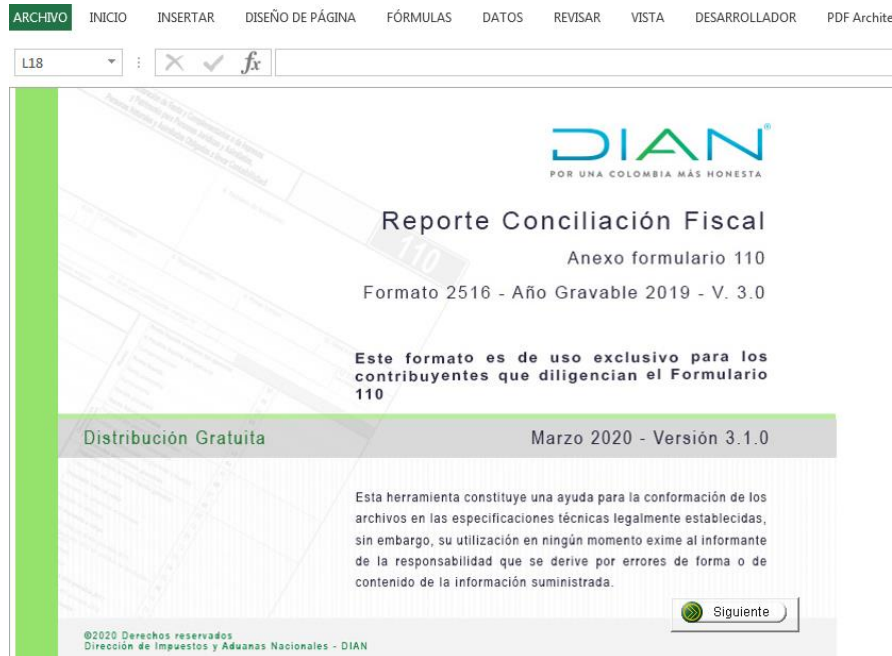 ARCHIVO INICIO INSERTAR DISEÑO DE PÁGINA FÓRMULAS DATOS REVISAR VISTA DESARROLLADOR PDF Archite
L18 fx
DIAN®
POR UNA COLOMBIA MÁS HONESTA
Reporte Conciliación Fiscal
110
Anexo formulario 110
Formato 2516 - Año Gravable 2019 - V. 3.0
Este formato es de uso exclusivo para los
contribuyentes que diligencian el Formulario
110
Distribución Gratuita Marzo 2020 - Versión 3.1.0
Esta herramienta constituye una ayuda para la conformación de los
archivos en las especificaciones técnicas legalmente establecidas,
sin embargo, su utilización en ningún momento exime al informante
de la responsabilidad que se derive por errores de forma o de
contenido de la información suministrada.
Siguiente
©2020 Derechos reservados
Dirección de Impuestos y Aduanas Nacionales - DIAN